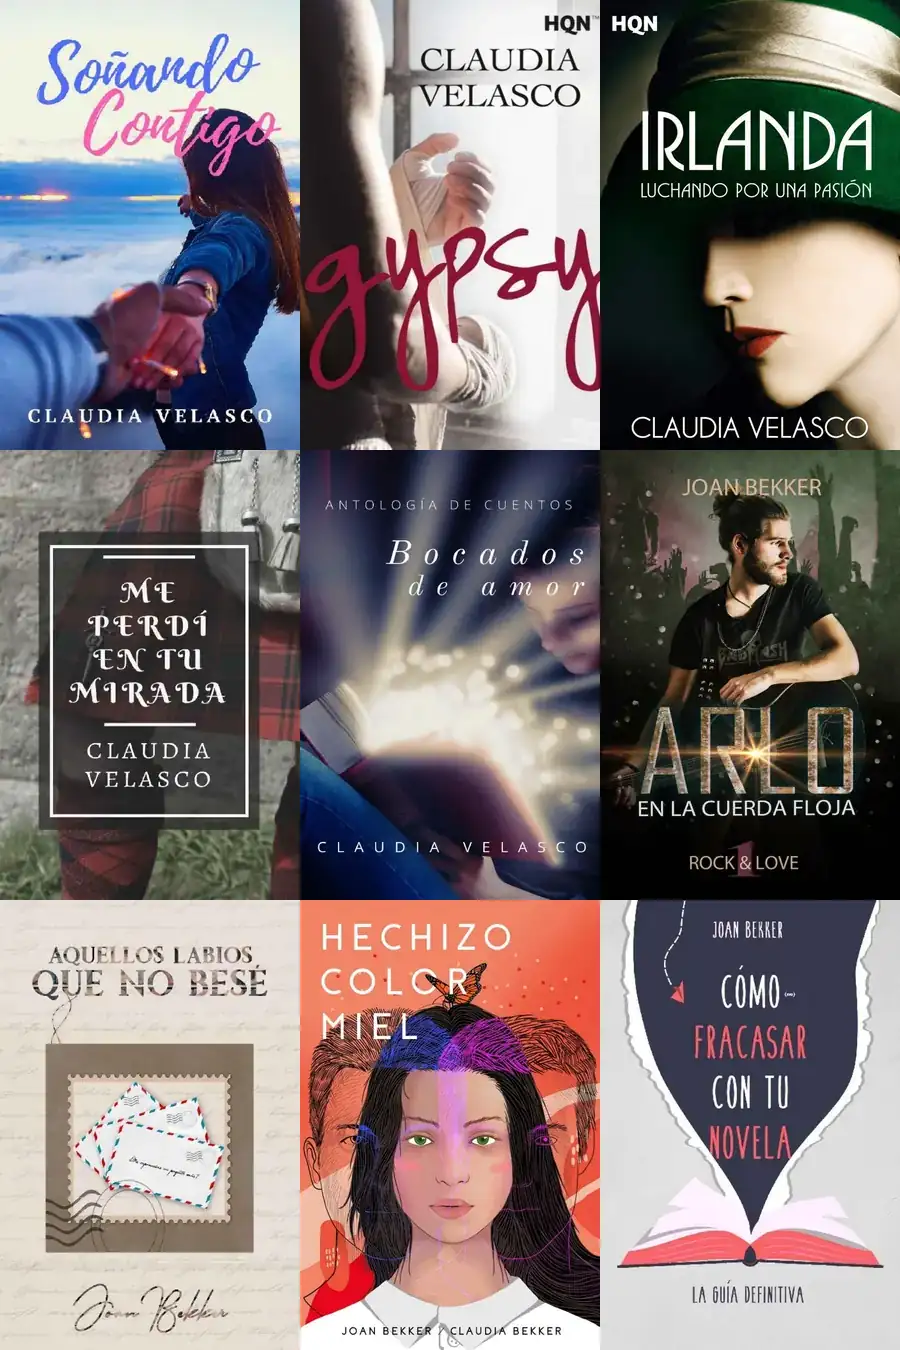 Soñando
Contigo
CLAUDIA VELASCO
HQN™
CLAUDIA
VELASCO
gypsy
HQN
IRLANDA
LUCHANDO POR UNA PASIÓN
CLAUDIA VELASCO
ME
PERDÍ
EN TU
MIRADA
CLAUDIA
VELASCO
ANTOLOGÍA DE CUENTOS
Bocados
de amor
CLAUDIA VELASCO
JOAN BEKKER
ARLO
EN LA CUERDA FLOJA
1
ROCK & LOVE
AQUELLOS LABIOS
QUE NO BESÉ
Joan Bekker
HECHIZO
COLOR
MIEL
JOAN BEKKER / CLAUDIA BEKKER
JOAN BEKKER
CÓMO
FRACASAR
CON TU
NOVELA
LA GUÍA DEFINITIVA